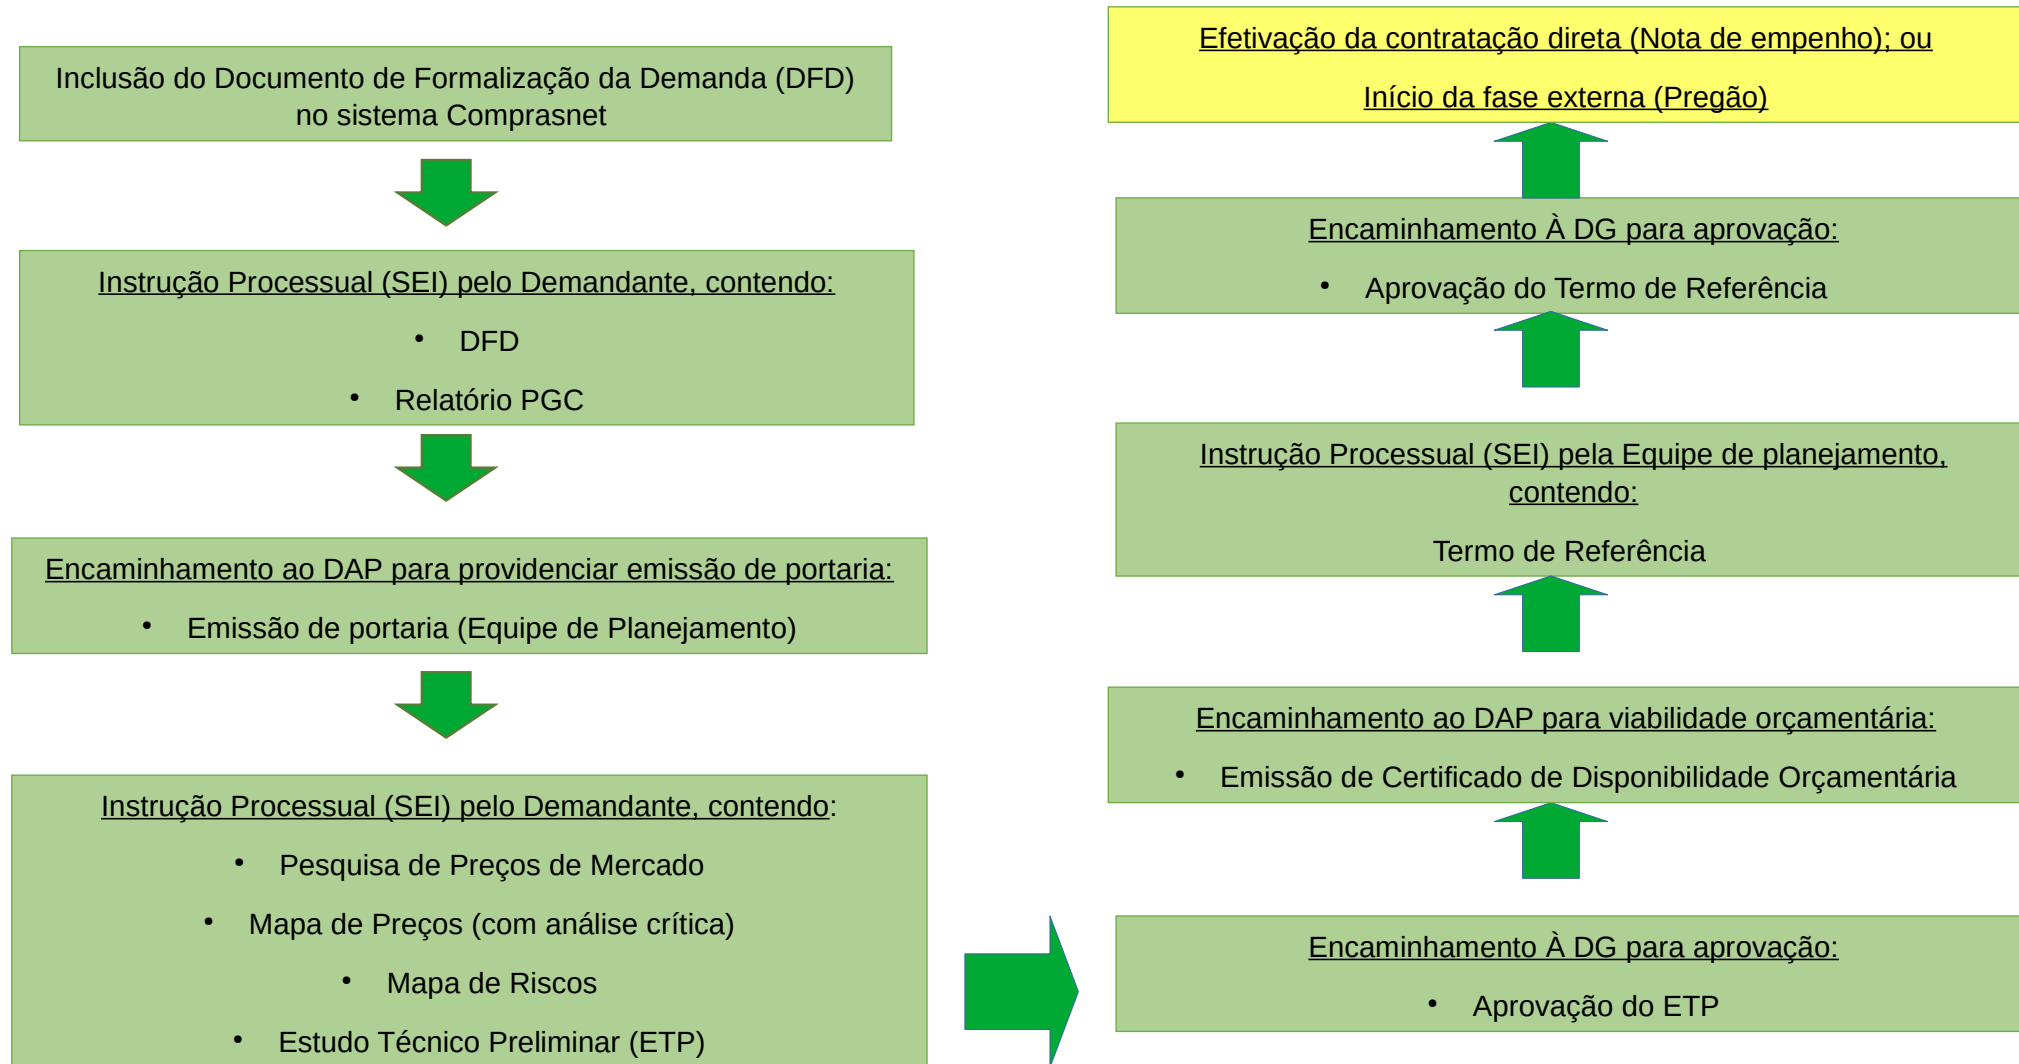 Inclusão do Documento de Formalização da Demanda (DFD)
no sistema Comprasnet
Instrução Processual (SEI) pelo Demandante, contendo:
• DFD
• Relatório PGC
Encaminhamento ao DAP para providenciar emissão de portaria:
• Emissão de portaria (Equipe de Planejamento)
Instrução Processual (SEI) pelo Demandante, contendo:
• Pesquisa de Preços de Mercado
• Mapa de Preços (com análise crítica)
• Mapa de Riscos
• Estudo Técnico Preliminar (ETP)
Encaminhamento À DG para aprovação:
• Aprovação do ETP
Encaminhamento ao DAP para viabilidade orçamentária:
• Emissão de Certificado de Disponibilidade Orçamentária
Instrução Processual (SEI) pela Equipe de planejamento,
contendo:
Termo de Referência
Encaminhamento À DG para aprovação:
• Aprovação do Termo de Referência
Efetivação da contratação direta (Nota de empenho); ou
Início da fase externa (Pregão)